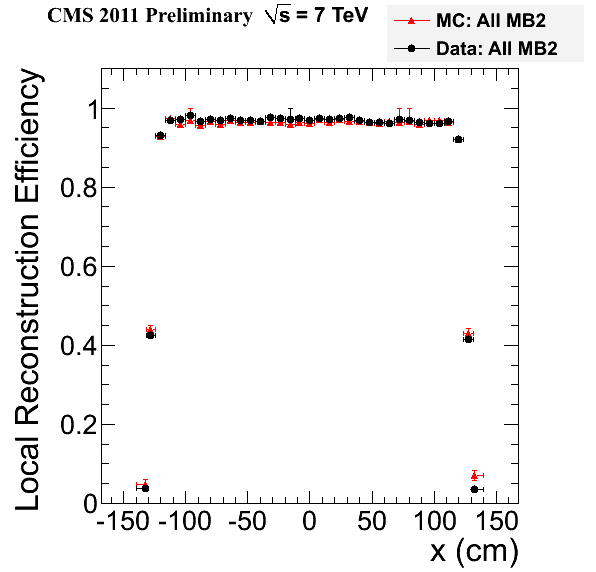 CMS 2011 Preliminary √s = 7 TeV
MC: All MB2
Data: All MB2
Local Reconstruction Efficiency
1
0.8
0.6
0.4
0.2
0
-150 -100 -50 0 50 100 150
x (cm)